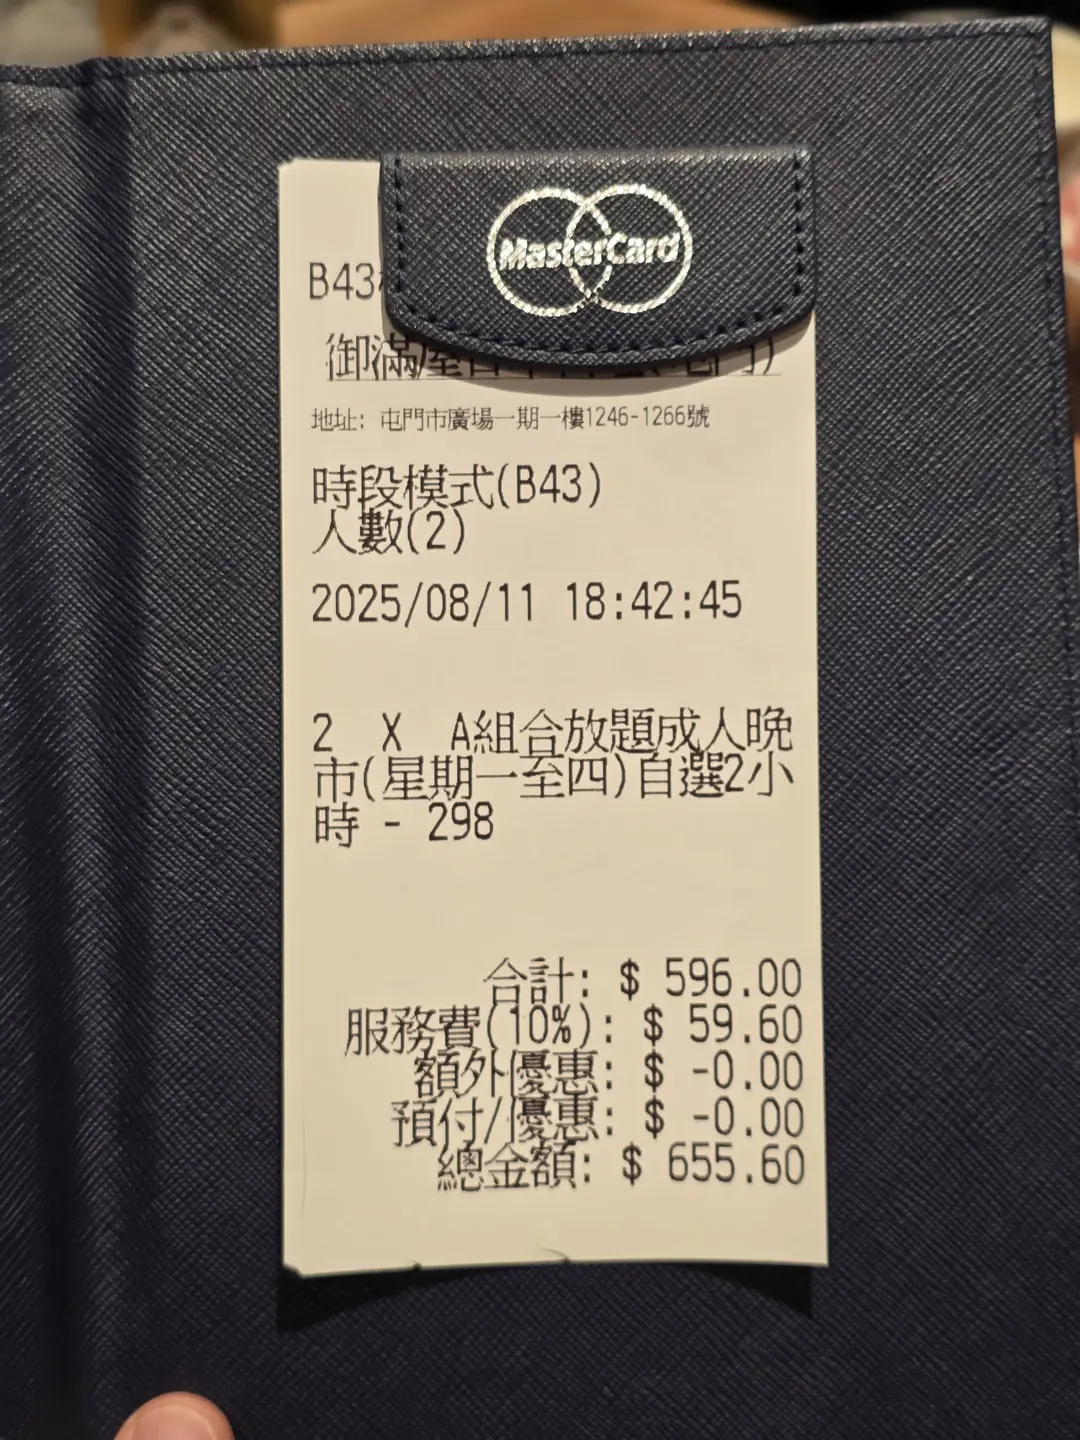 MasterCard
B43
御滿屋
地址: 屯門市廣場一期一樓1246-1266號
時段模式(B43)
人數(2)
2025/08/11 18:42:45
2 X A組合放題成人晚
市(星期一至四)自選2小
時 - 298
合計: $ 596.00
服務費(10%): $ 59.60
額外優惠: $ -0.00
預付/優惠: $ -0.00
總金額: $ 655.60